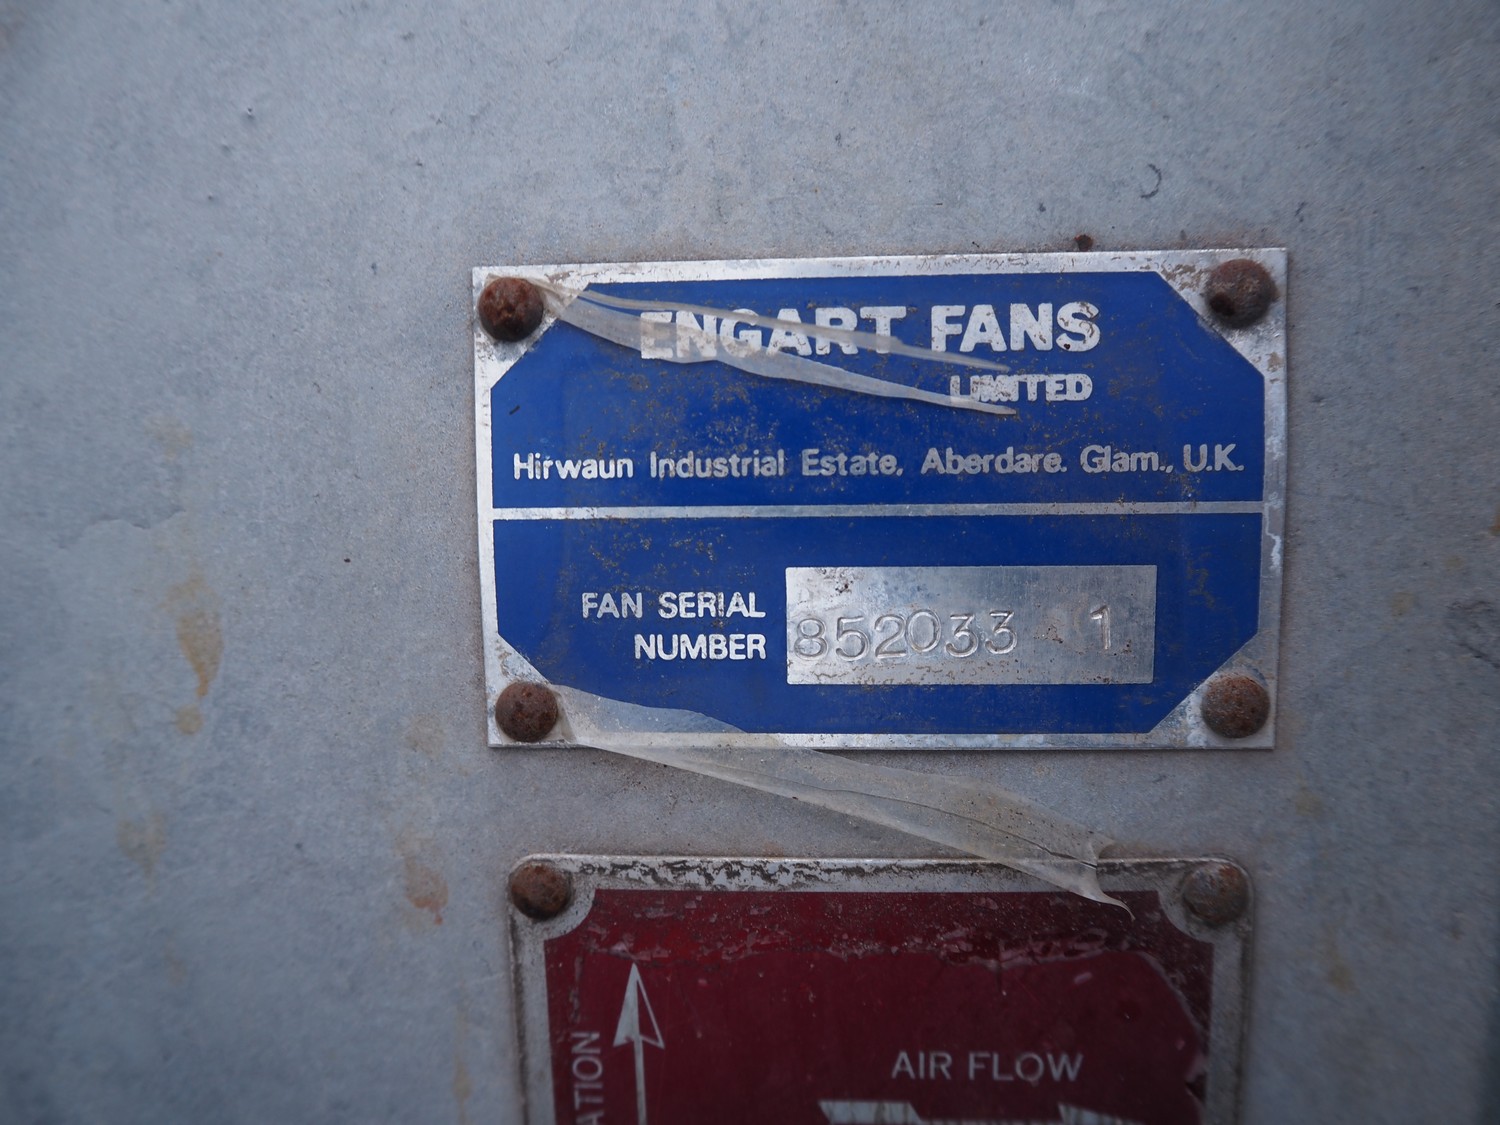 ENGART FANS
LIMITED
Hirwaun Industrial Estate, Aberdare. Glam., U.K.
FAN SERIAL
NUMBER
852033 1
AIR FLOW